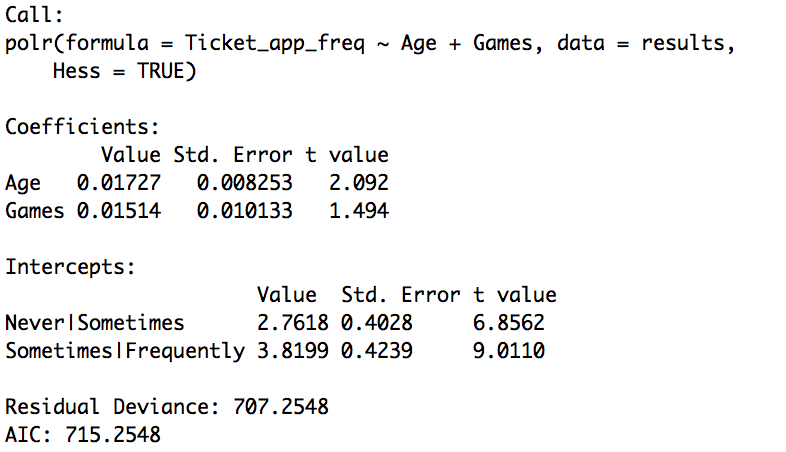 Call:
polr(formula = Ticket_app_freq ~ Age + Games, data = results,
    Hess = TRUE)

Coefficients:
        Value Std. Error t value
Age   0.01727   0.008253   2.092
Games 0.01514   0.010133   1.494

Intercepts:
                     Value  Std. Error t value
Never|Sometimes      2.7618 0.4028     6.8562
Sometimes|Frequently 3.8199 0.4239     9.0110

Residual Deviance: 707.2548
AIC: 715.2548